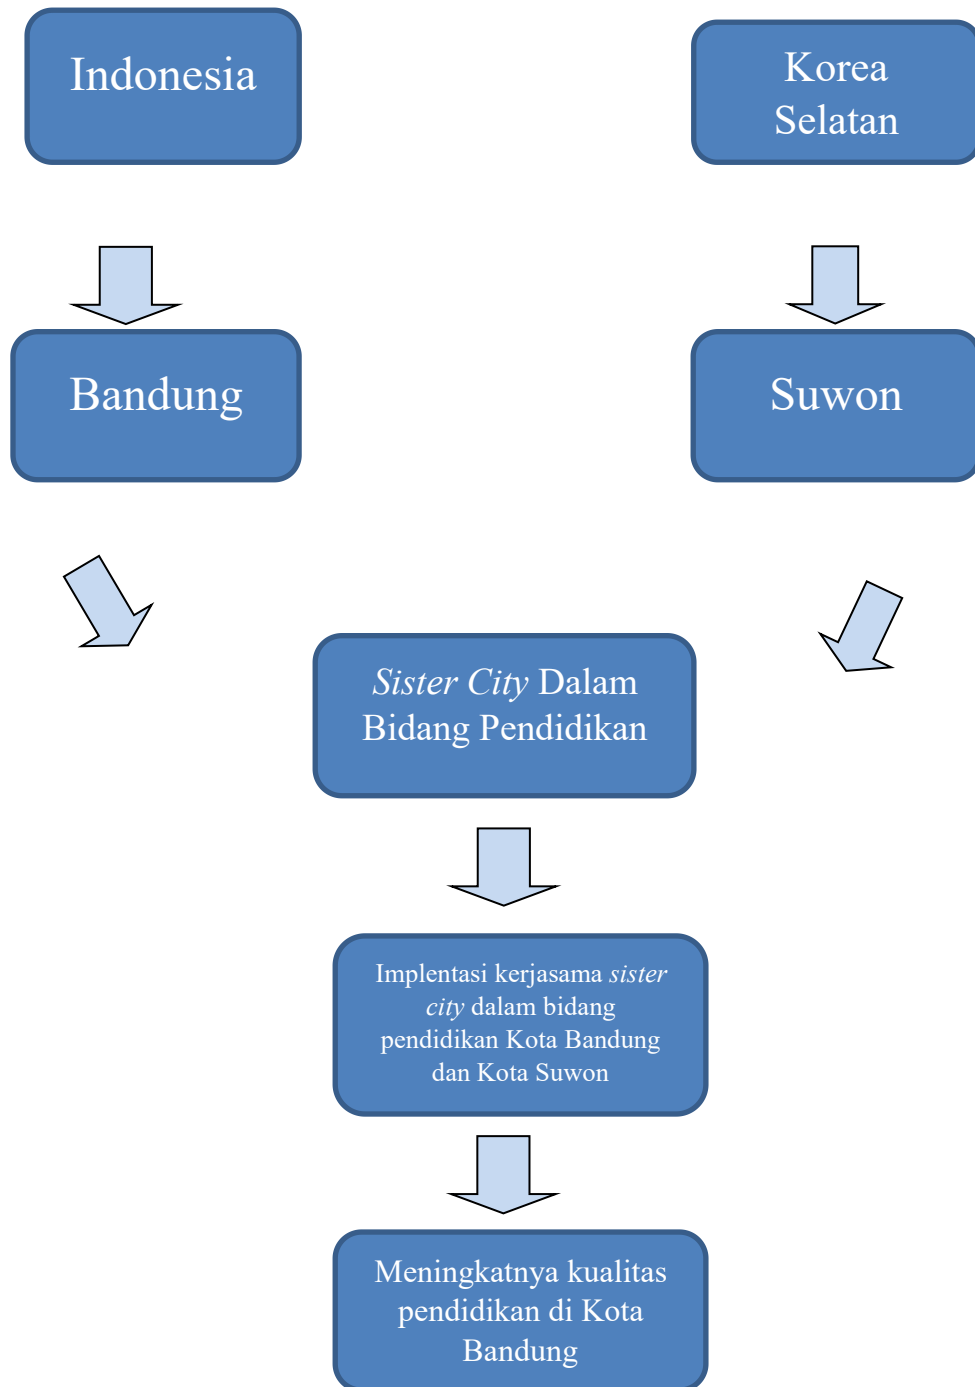 Indonesia
Korea
Selatan
Bandung
Suwon
Sister City Dalam
Bidang Pendidikan
Implentasi kerjasama sister
city dalam bidang
pendidikan Kota Bandung
dan Kota Suwon
Meningkatnya kualitas
pendidikan di Kota
Bandung